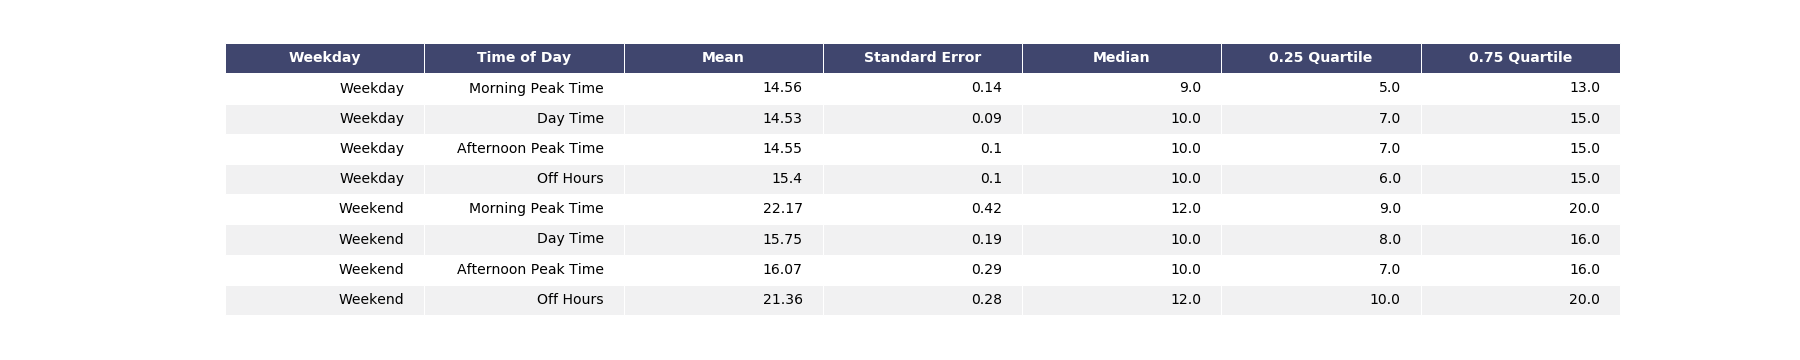 Weekday Time of Day Mean Standard Error Median 0.25 Quartile 0.75 Quartile
Weekday Morning Peak Time 14.56 0.14 9.0 5.0 13.0
Weekday Day Time 14.53 0.09 10.0 7.0 15.0
Weekday Afternoon Peak Time 14.55 0.1 10.0 7.0 15.0
Weekday Off Hours 15.4 0.1 10.0 6.0 15.0
Weekend Morning Peak Time 22.17 0.42 12.0 9.0 20.0
Weekend Day Time 15.75 0.19 10.0 8.0 16.0
Weekend Afternoon Peak Time 16.07 0.29 10.0 7.0 16.0
Weekend Off Hours 21.36 0.28 12.0 10.0 20.0